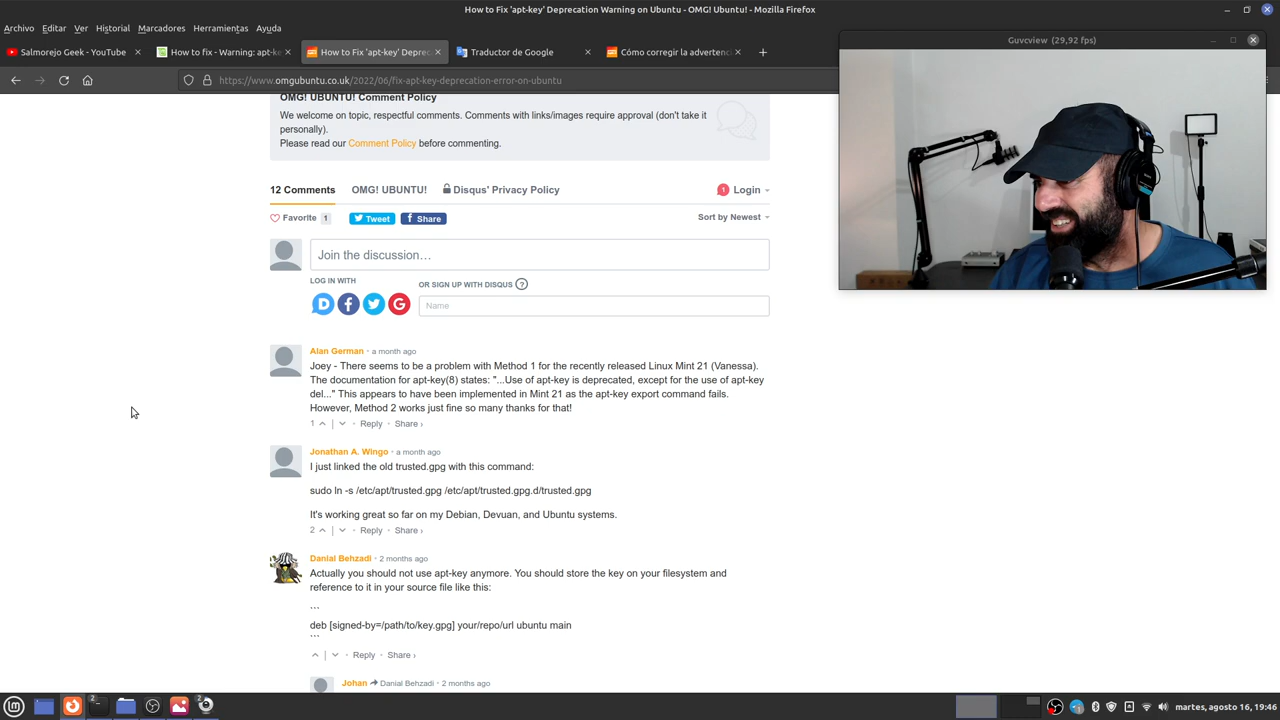 How to Fix 'apt-key' Deprecation Warning on Ubuntu - OMG! Ubuntu! - Mozilla Firefox
Archivo Editar Ver Historial Marcadores Herramientas Ayuda
Salmorejo Geek - YouTube
How to fix - Warning: apt-ke
How to Fix 'apt-key' Deprec
Traductor de Google
Cómo corregir la advertenc
Guvcview (29,92 fps)
https://www.omgubuntu.co.uk/2022/06/fix-apt-key-deprecation-error-on-ubuntu
OMG! UBUNTU! Comment Policy
We welcome on topic, respectful comments. Comments with links/images require approval (don't take it
personally).
Please read our Comment Policy before commenting.
12 Comments OMG! UBUNTU! Disqus' Privacy Policy 1 Login
Favorite 1 Tweet f Share Sort by Newest
Join the discussion…
LOG IN WITH OR SIGN UP WITH DISQUS ?
D f G Name
Alan German • a month ago
Joey - There seems to be a problem with Method 1 for the recently released Linux Mint 21 (Vanessa).
The documentation for apt-key(8) states: "...Use of apt-key is deprecated, except for the use of apt-key
del..." This appears to have been implemented in Mint 21 as the apt-key export command fails.
However, Method 2 works just fine so many thanks for that!
1 | • Reply • Share ›
Jonathan A. Wingo • a month ago
I just linked the old trusted.gpg with this command:
sudo ln -s /etc/apt/trusted.gpg /etc/apt/trusted.gpg.d/trusted.gpg
It's working great so far on my Debian, Devuan, and Ubuntu systems.
2 | • Reply • Share ›
Danial Behzadi • 2 months ago
Actually you should not use apt-key anymore. You should store the key on your filesystem and
reference to it in your source file like this:
```
deb [signed-by=/path/to/key.gpg] your/repo/url ubuntu main
```
| • Reply • Share ›
Johan Danial Behzadi • 2 months ago
2 2 martes, agosto 16, 19:46